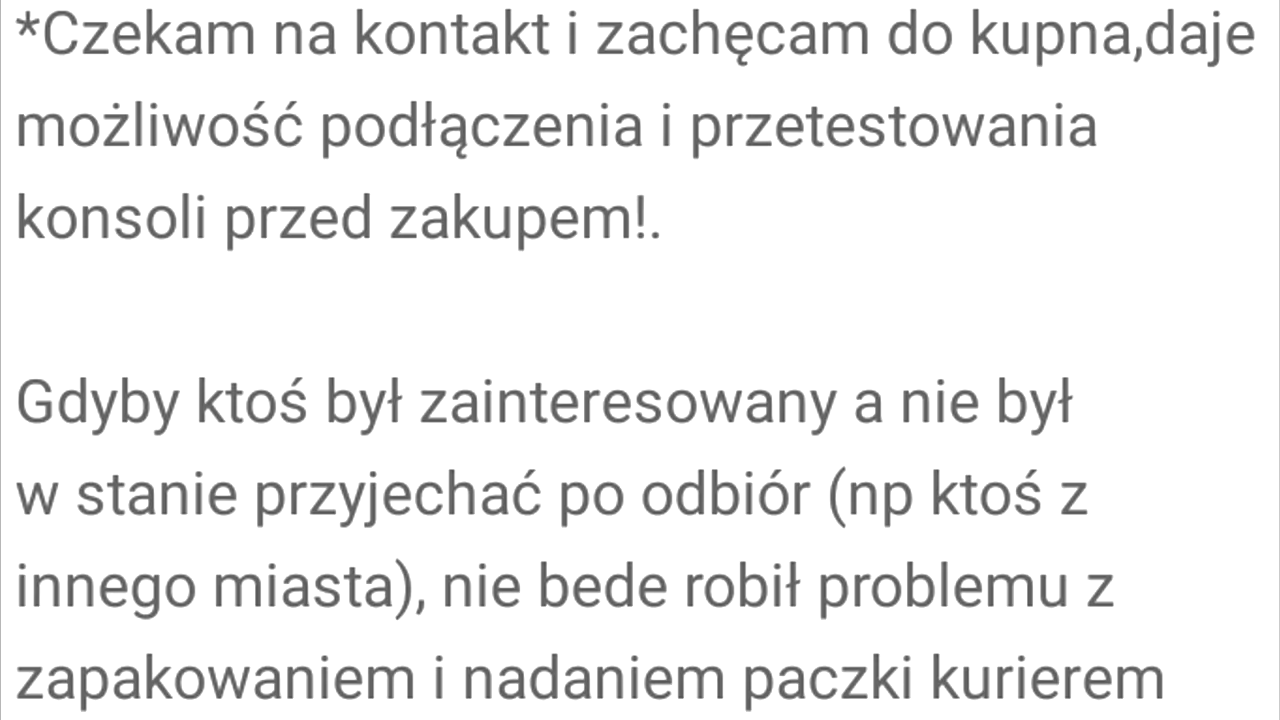 *Czekam na kontakt i zachęcam do kupna,daje
możliwość podłączenia i przetestowania
konsoli przed zakupem!.
Gdyby ktoś był zainteresowany a nie był
w stanie przyjechać po odbiór (np ktoś z
innego miasta), nie bede robił problemu z
zapakowaniem i nadaniem paczki kurierem